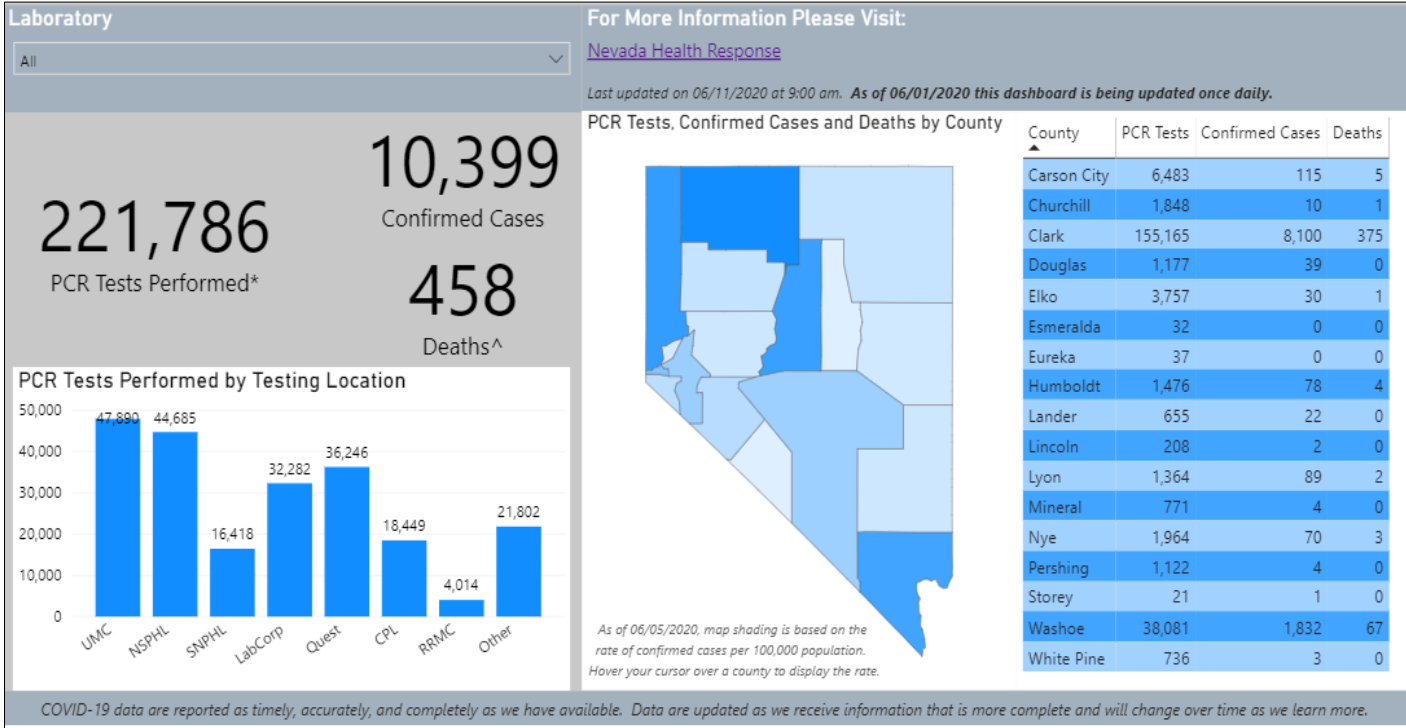 Laboratory
All
For More Information Please Visit:
Nevada Health Response
Last updated on 06/11/2020 at 9:00 am. As of 06/01/2020 this dashboard is being updated once daily.
221,786
PCR Tests Performed*
10,399
Confirmed Cases
458
Deaths^
PCR Tests Performed by Testing Location
50,000
40,000
30,000
20,000
10,000
0
47,890 44,685 16,418 32,282 36,246 18,449 4,014 21,802
UMC NSPHL SNPHL LabCorp Quest CPL RRMC Other
PCR Tests, Confirmed Cases and Deaths by County
As of 06/05/2020, map shading is based on the
rate of confirmed cases per 100,000 population.
Hover your cursor over a county to display the rate.
County PCR Tests Confirmed Cases Deaths
Carson City 6,483 115 5
Churchill 1,848 10 1
Clark 155,165 8,100 375
Douglas 1,177 39 0
Elko 3,757 30 1
Esmeralda 32 0 0
Eureka 37 0 0
Humboldt 1,476 78 4
Lander 655 22 0
Lincoln 208 2 0
Lyon 1,364 89 2
Mineral 771 4 0
Nye 1,964 70 3
Pershing 1,122 4 0
Storey 21 1 0
Washoe 38,081 1,832 67
White Pine 736 3 0
COVID-19 data are reported as timely, accurately, and completely as we have available. Data are updated as we receive information that is more complete and will change over time as we learn more.